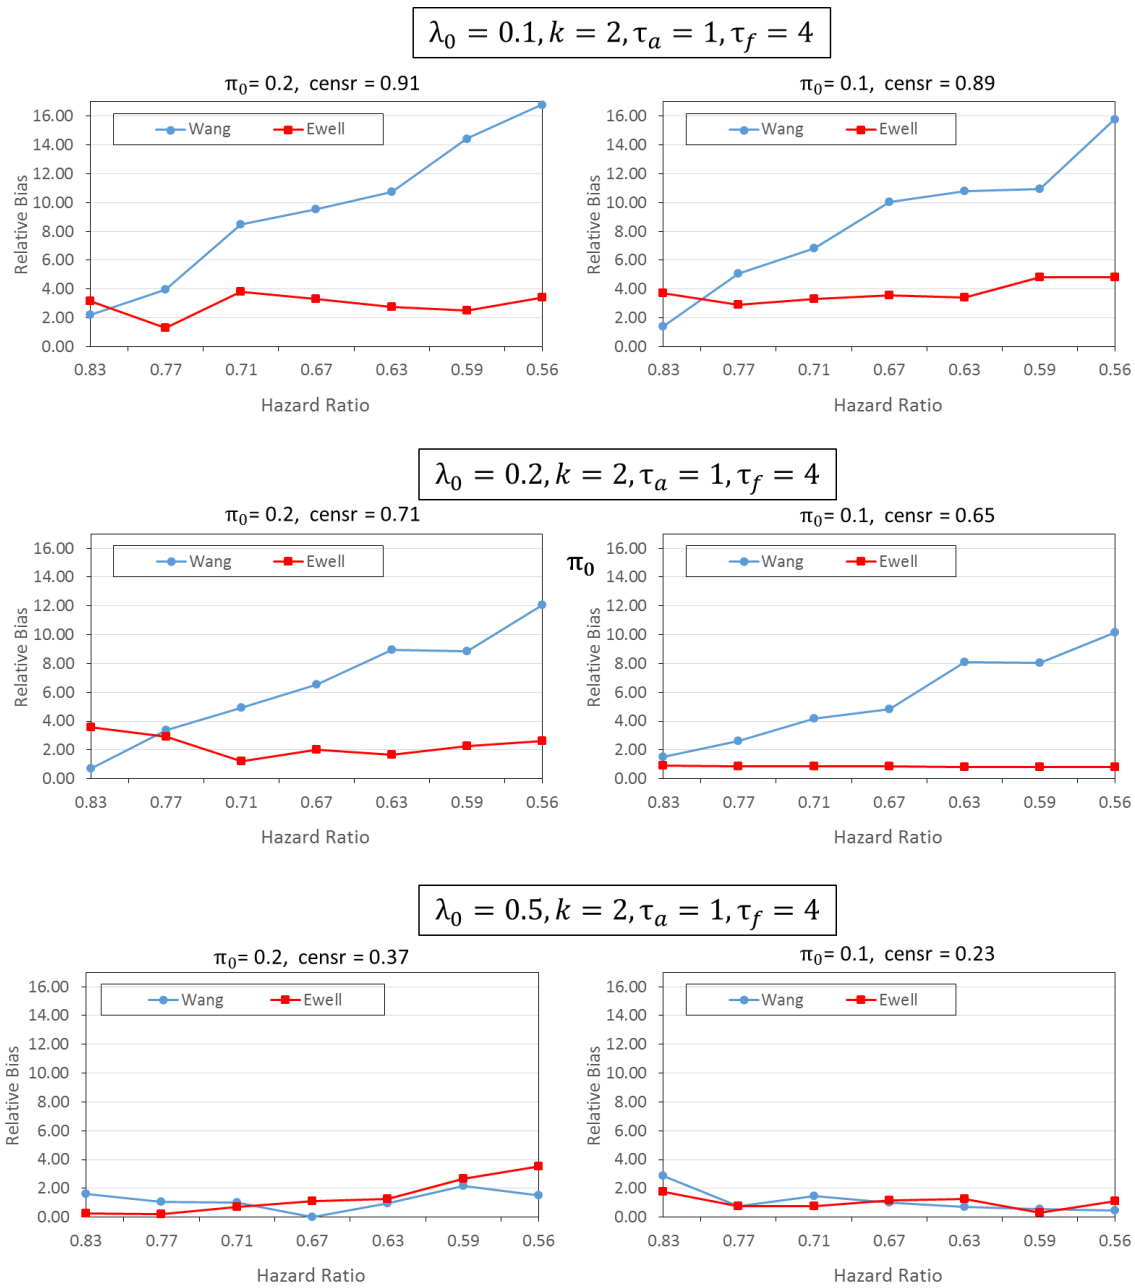 λ₀ = 0.1, k = 2, τₐ = 1, τ_f = 4
π₀= 0.2, censr = 0.91
16.00
14.00
12.00
10.00
8.00
6.00
4.00
2.00
0.00
Relative Bias
Wang Ewell
0.83 0.77 0.71 0.67 0.63 0.59 0.56
Hazard Ratio
π₀= 0.1, censr = 0.89
16.00
14.00
12.00
10.00
8.00
6.00
4.00
2.00
0.00
Relative Bias
Wang Ewell
0.83 0.77 0.71 0.67 0.63 0.59 0.56
Hazard Ratio
λ₀ = 0.2, k = 2, τₐ = 1, τ_f = 4
π₀= 0.2, censr = 0.71
16.00
14.00
12.00
10.00
8.00
6.00
4.00
2.00
0.00
Relative Bias
Wang Ewell
0.83 0.77 0.71 0.67 0.63 0.59 0.56
Hazard Ratio
π₀
π₀= 0.1, censr = 0.65
16.00
14.00
12.00
10.00
8.00
6.00
4.00
2.00
0.00
Relative Bias
Wang Ewell
0.83 0.77 0.71 0.67 0.63 0.59 0.56
Hazard Ratio
λ₀ = 0.5, k = 2, τₐ = 1, τ_f = 4
π₀= 0.2, censr = 0.37
16.00
14.00
12.00
10.00
8.00
6.00
4.00
2.00
0.00
Relative Bias
Wang Ewell
0.83 0.77 0.71 0.67 0.63 0.59 0.56
Hazard Ratio
π₀= 0.1, censr = 0.23
16.00
14.00
12.00
10.00
8.00
6.00
4.00
2.00
0.00
Relative Bias
Wang Ewell
0.83 0.77 0.71 0.67 0.63 0.59 0.56
Hazard Ratio